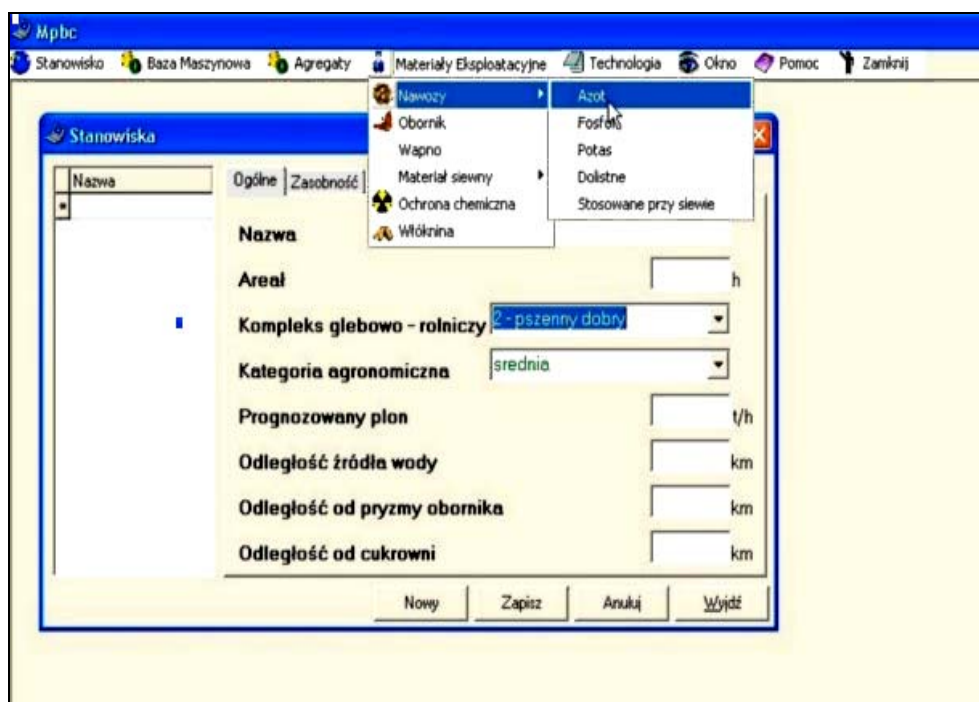 Mpbc
Stanowisko Baza Maszynowa Agregaty Materiały Eksploatacyjne Technologia Okno Pomoc Zamknij
Nawozy Azot
Obornik Fosfor
Wapno Potas
Materiał siewny Dolistne
Ochrona chemiczna Stosowane przy siewie
Włóknina
Stanowiska
Nazwa Ogólne Zasobność
Nazwa
Areał h
Kompleks glebowo - rolniczy 2 - pszenny dobry
Kategoria agronomiczna srednia
Prognozowany plon t/h
Odległość źródła wody km
Odległość od pryzmy obornika km
Odległość od cukrowni km
Nowy Zapisz Anuluj Wyjdź